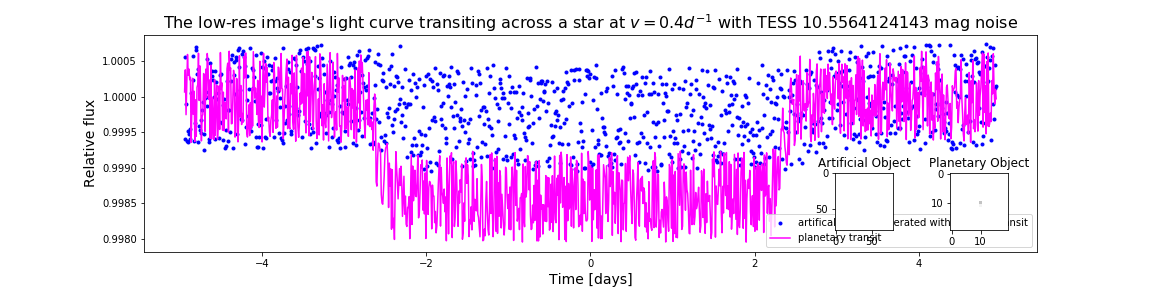 The low-res image's light curve transiting across a star at v = 0.4d⁻¹ with TESS 10.5564124143 mag noise
Relative flux
1.0005
1.0000
0.9995
0.9990
0.9985
0.9980
−4
−2
0
2
4
Time [days]
Artificial Object
0
50
0
50
Planetary Object
0
10
0
10
artifical
erated with
nsit
planetary transit